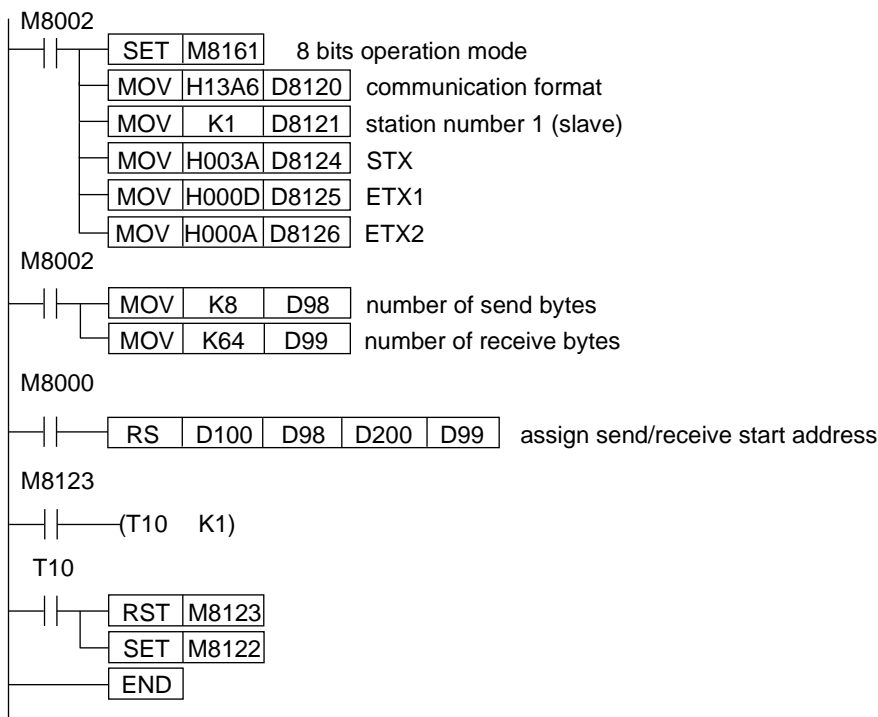 M8002
SET M8161 8 bits operation mode
MOV H13A6 D8120 communication format
MOV K1 D8121 station number 1 (slave)
MOV H003A D8124 STX
MOV H000D D8125 ETX1
MOV H000A D8126 ETX2
M8002
MOV K8 D98 number of send bytes
MOV K64 D99 number of receive bytes
M8000
RS D100 D98 D200 D99 assign send/receive start address
M8123
(T10 K1)
T10
RST M8123
SET M8122
END